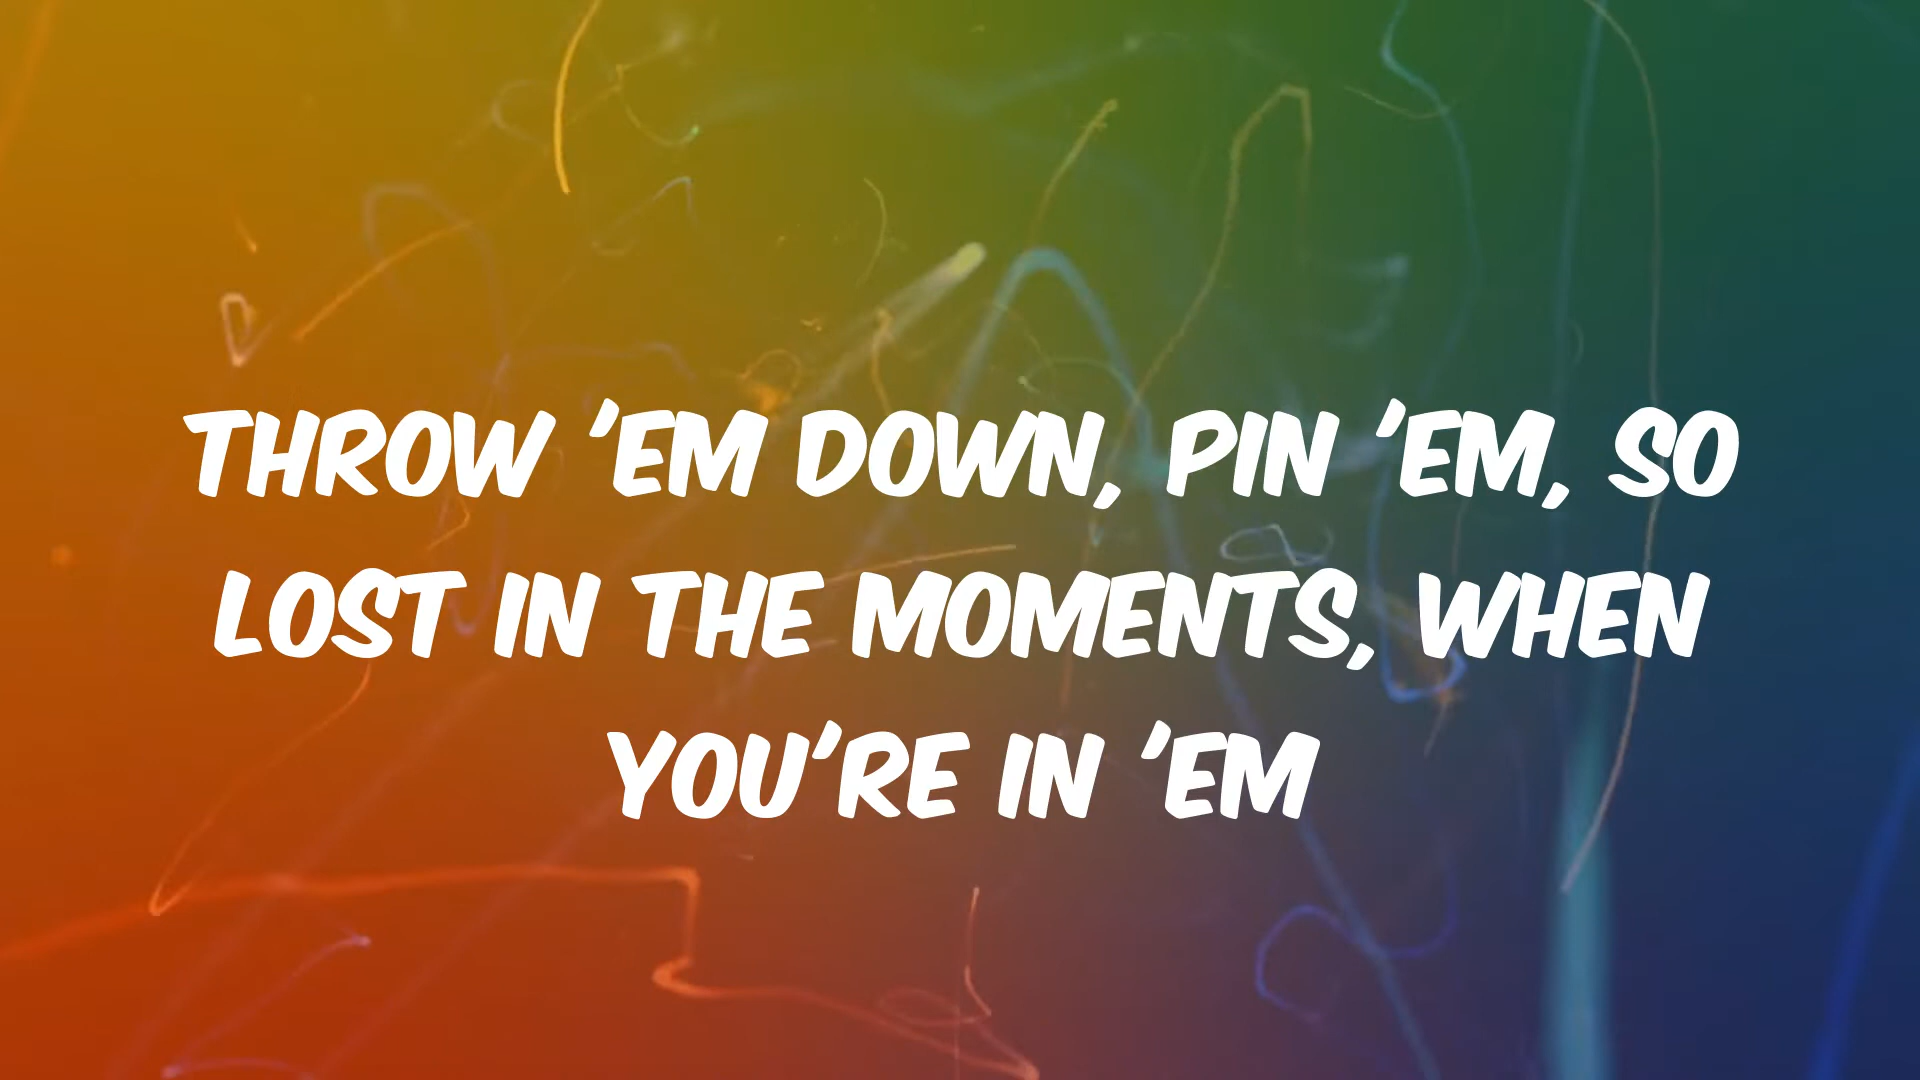 THROW 'EM DOWN, PIN 'EM, SO
LOST IN THE MOMENTS, WHEN
YOU'RE IN 'EM